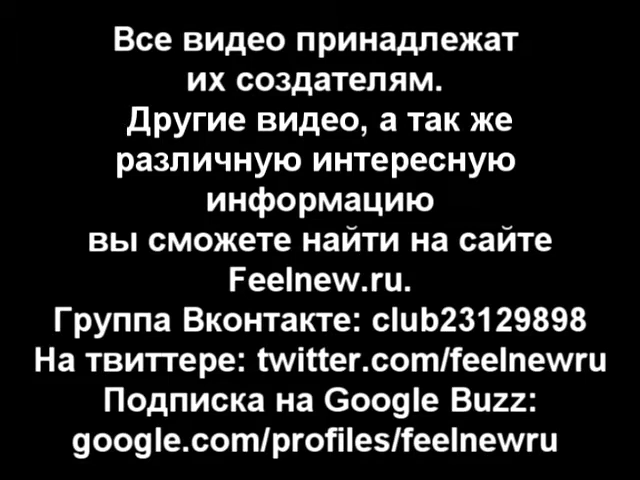 Все видео принадлежат
их создателям.
Другие видео, а так же
различную интересную
информацию
вы сможете найти на сайте
Feelnew.ru.
Группа Вконтакте: club23129898
На твиттере: twitter.com/feelnewru
Подписка на Google Buzz:
google.com/profiles/feelnewru